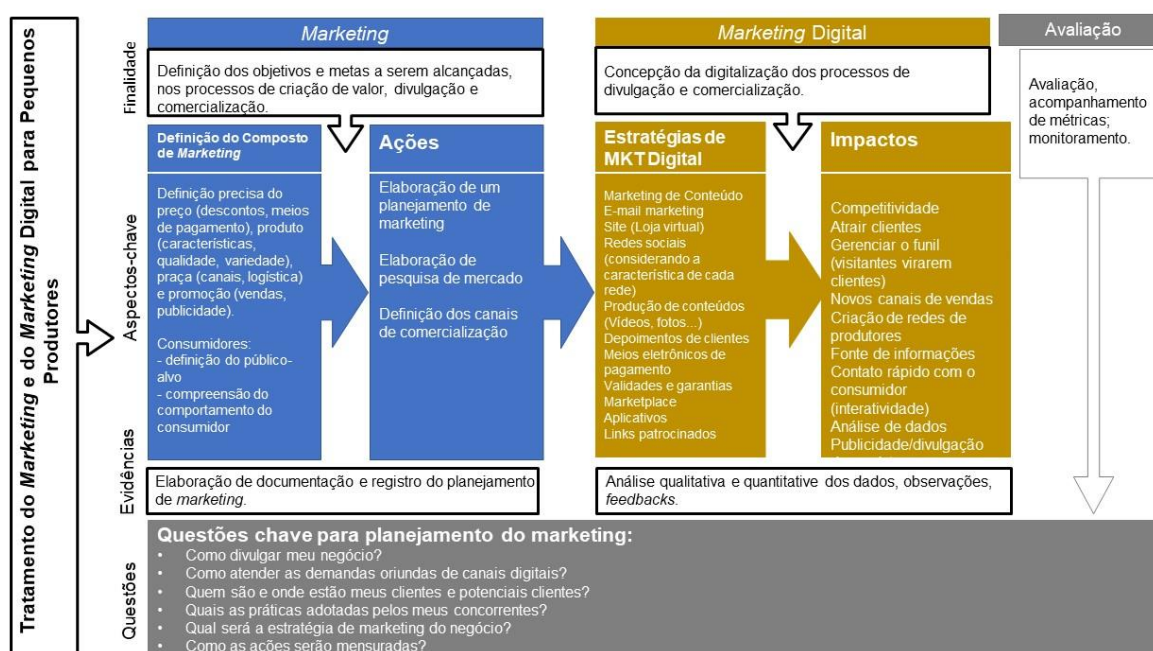 Tratamento do Marketing e do Marketing Digital para Pequenos
Produtores
Finalidade
Marketing
Definição dos objetivos e metas a serem alcançadas,
nos processos de criação de valor, divulgação e
comercialização.
Marketing Digital
Concepção da digitalização dos processos de
divulgação e comercialização.
Avaliação
Avaliação,
acompanhamento
de métricas;
monitoramento.
Aspectos-chave
Definição do Composto
de Marketing
Definição precisa do
preço (descontos, meios
de pagamento), produto
(características,
qualidade, variedade),
praça (canais, logística)
e promoção (vendas,
publicidade).
Consumidores:
- definição do público-
alvo
- compreensão do
comportamento do
consumidor
Ações
Elaboração de um
planejamento de
marketing
Elaboração de
pesquisa de mercado
Definição dos canais
de comercialização
Estratégias de
MKT Digital
Marketing de Conteúdo
E-mail marketing
Site (Loja virtual)
Redes sociais
(considerando a
característica de cada
rede)
Produção de conteúdos
(Vídeos, fotos...)
Depoimentos de clientes
Meios eletrônicos de
pagamento
Validades e garantias
Marketplace
Aplicativos
Links patrocinados
Impactos
Competitividade
Atrair clientes
Gerenciar o funil
(visitantes virarem
clientes)
Novos canais de vendas
Criação de redes de
produtores
Fonte de informações
Contato rápido com o
consumidor
(interatividade)
Análise de dados
Publicidade/divulgação
Evidências
Elaboração de documentação e registro do planejamento
de marketing.
Análise qualitativa e quantitative dos dados, observações,
feedbacks.
Questões
Questões chave para planejamento do marketing:
• Como divulgar meu negócio?
• Como atender as demandas oriundas de canais digitais?
• Quem são e onde estão meus clientes e potenciais clientes?
• Quais as práticas adotadas pelos meus concorrentes?
• Qual será a estratégia de marketing do negócio?
• Como as ações serão mensuradas?